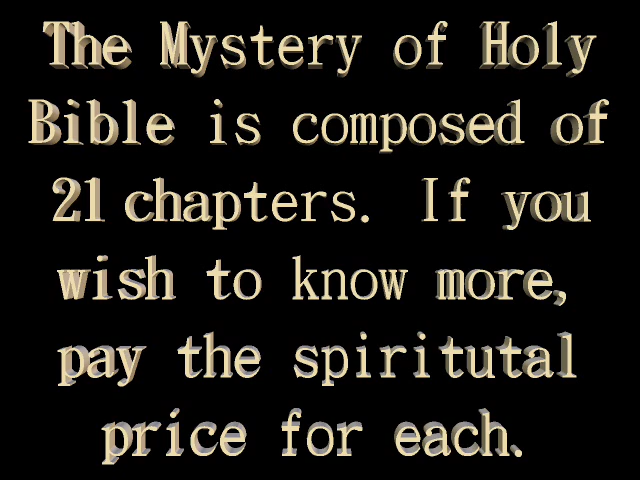 The Mystery of Holy
Bible is composed of
21 chapters. If you
wish to know more,
pay the spiritutal
price for each.